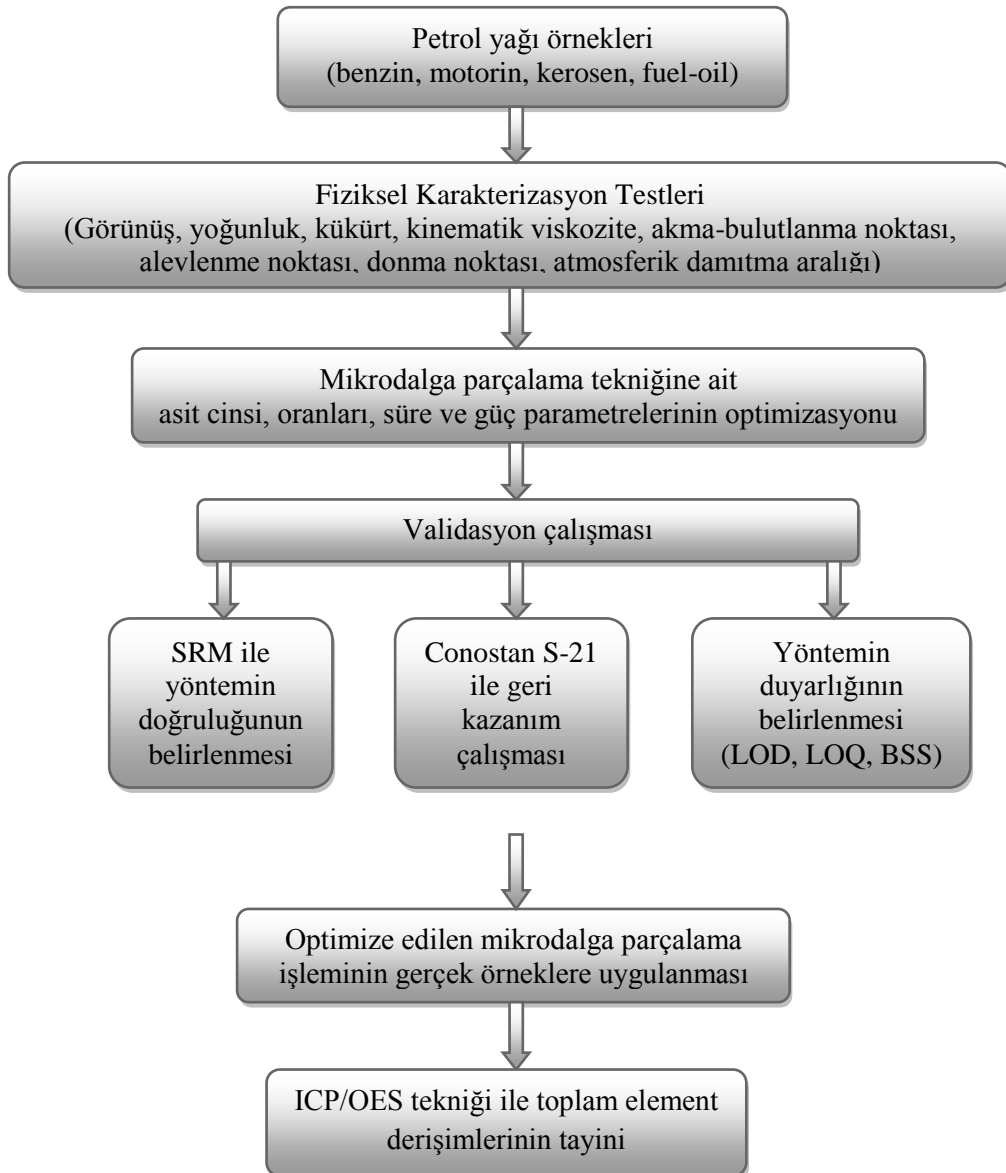 Petrol yağı örnekleri
(benzin, motorin, kerosen, fuel-oil)
Fiziksel Karakterizasyon Testleri
(Görünüş, yoğunluk, kükürt, kinematik viskozite, akma-bulutlanma noktası,
alevlenme noktası, donma noktası, atmosferik damıtma aralığı)
Mikrodalga parçalama tekniğine ait
asit cinsi, oranları, süre ve güç parametrelerinin optimizasyonu
Validasyon çalışması
SRM ile
yöntemin
doğruluğunun
belirlenmesi
Conostan S-21
ile geri
kazanım
çalışması
Yöntemin
duyarlığının
belirlenmesi
(LOD, LOQ, BSS)
Optimize edilen mikrodalga parçalama
işleminin gerçek örneklere uygulanması
ICP/OES tekniği ile toplam element
derişimlerinin tayini